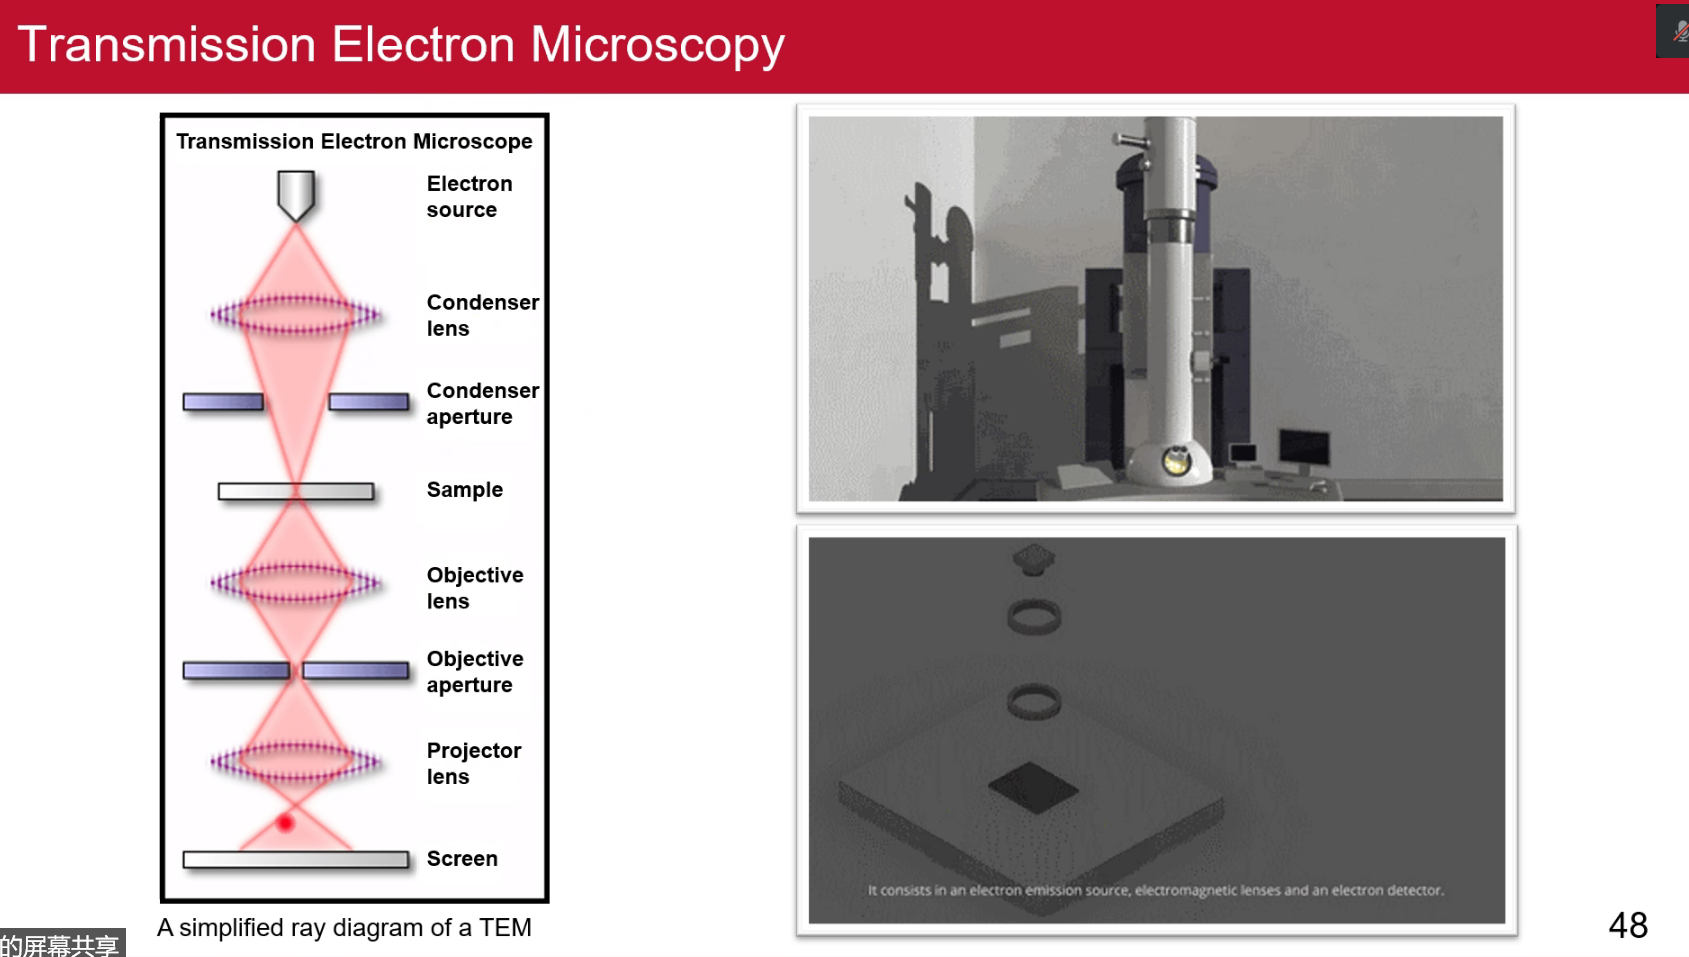 Transmission Electron Microscopy
Transmission Electron Microscope
Electron
source
Condenser
lens
Condenser
aperture
Sample
Objective
lens
Objective
aperture
Projector
lens
Screen
A simplified ray diagram of a TEM
It consists in an electron emission source, electromagnetic lenses and an electron detector.
48
的屏幕共享